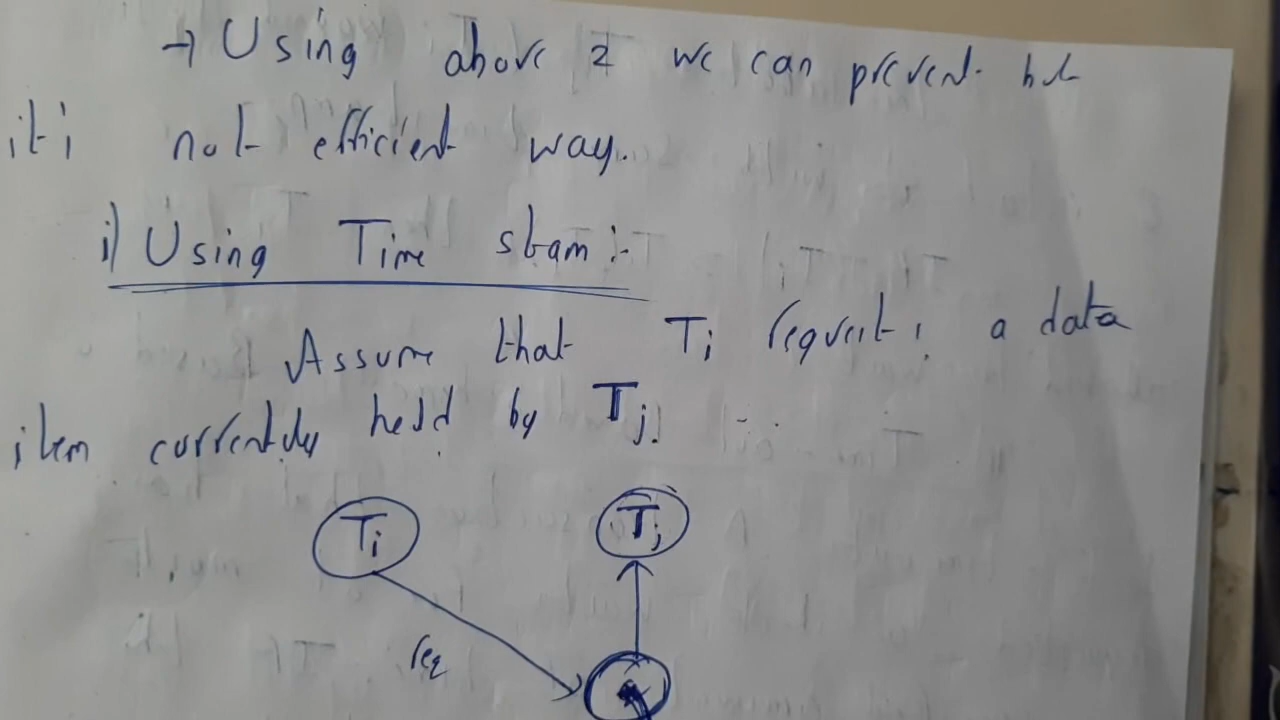 → Using above 2 we can prevent but
it i not efficient way.
i) Using Time stam :-
Assume that Ti requests a data
item currently held by Tj.
Ti Tj
req